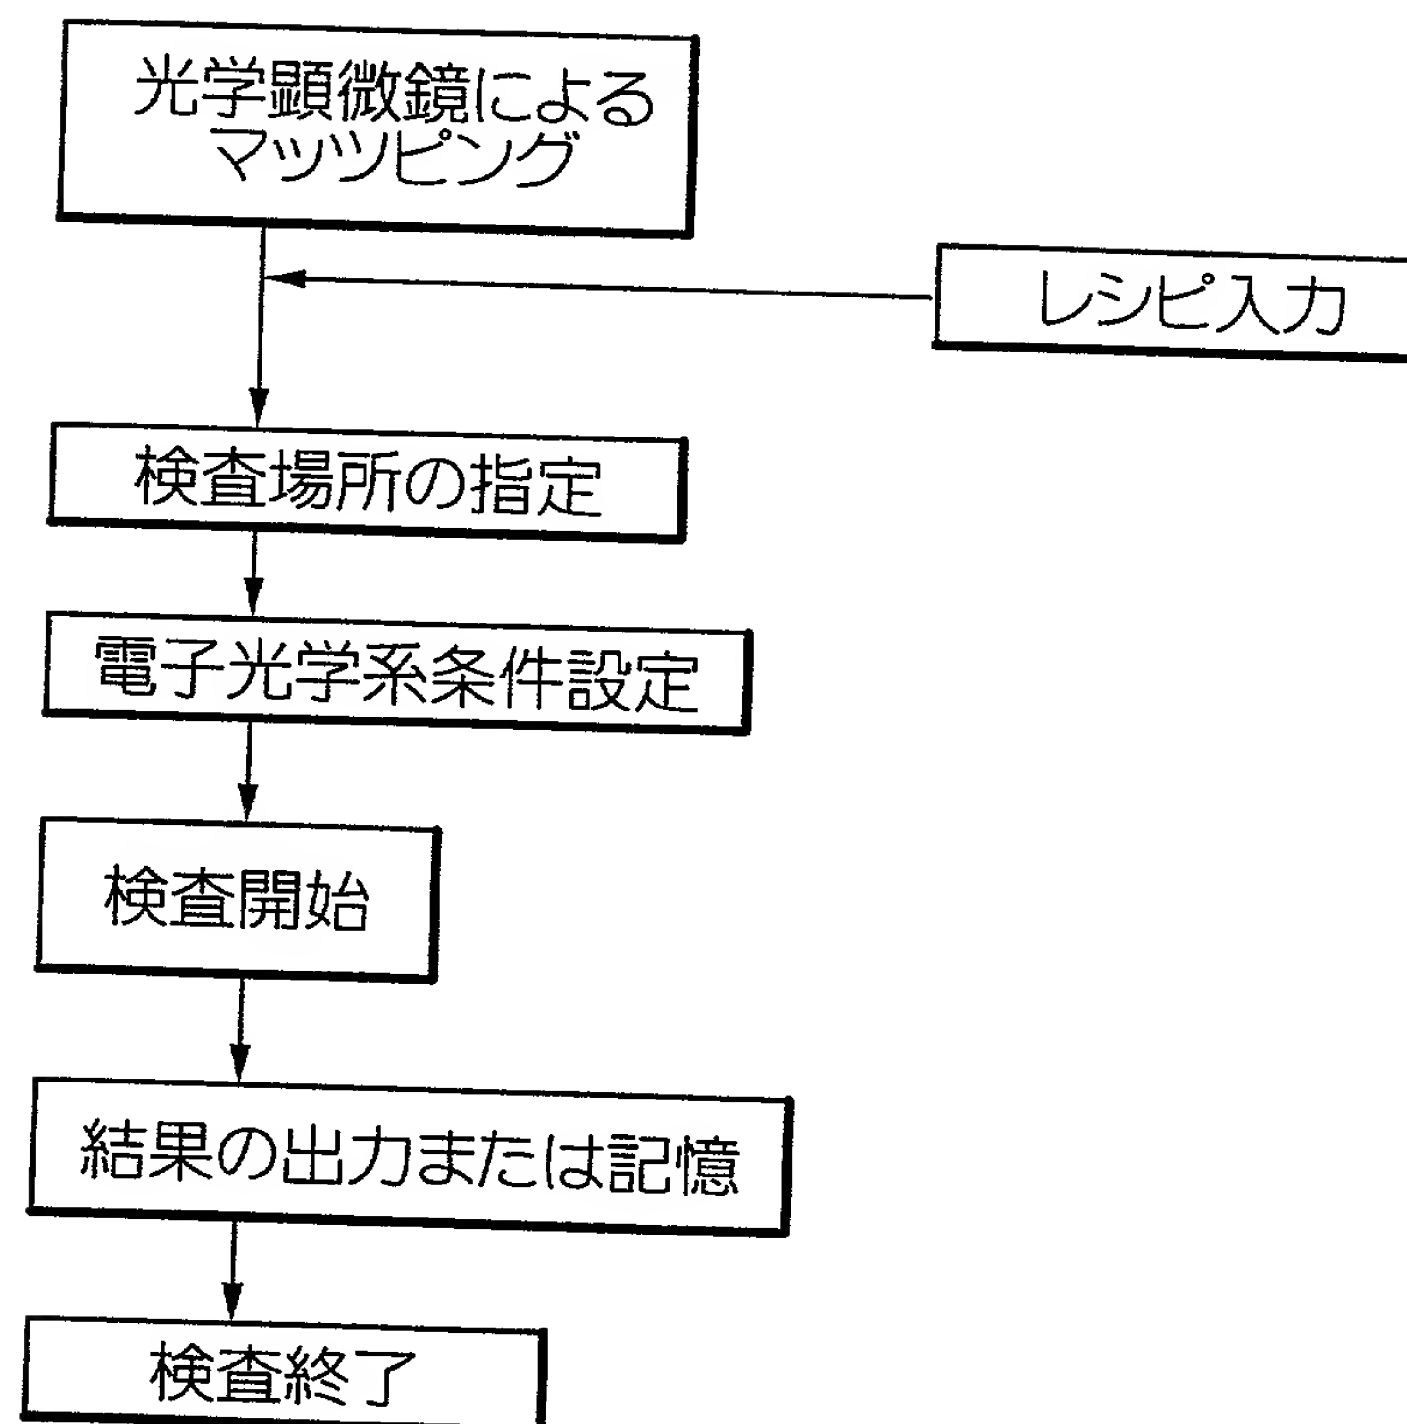 光学顕微鏡による
マッツピング
レシピ入力
検査場所の指定
電子光学系条件設定
検査開始
結果の出力または記憶
検査終了